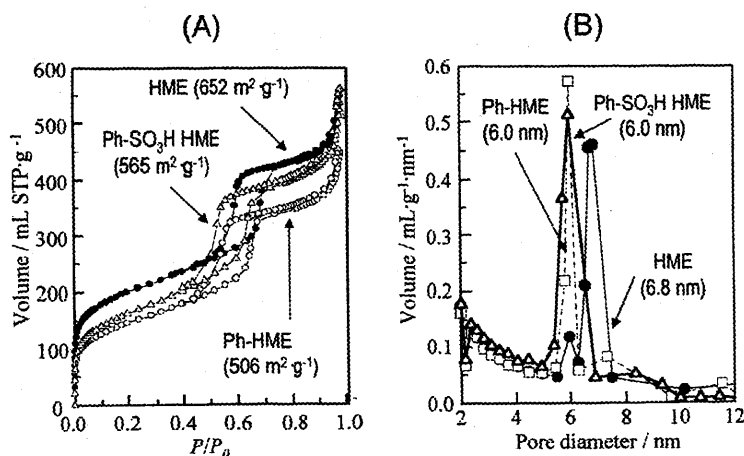 (A)
600
500
400
300
200
100
0
0.0 0.2 0.4 0.6 0.8 1.0
Volume / mL STP·g⁻¹
P/P₀
HME (652 m²·g⁻¹)
Ph-SO₃H HME
(565 m²·g⁻¹)
Ph-HME
(506 m²·g⁻¹)
(B)
0.6
0.5
0.4
0.3
0.2
0.1
0.0
2 4 6 8 10 12
Volume / mL·g⁻¹·nm⁻¹
Pore diameter / nm
Ph-HME
(6.0 nm)
Ph-SO₃H HME
(6.0 nm)
HME
(6.8 nm)